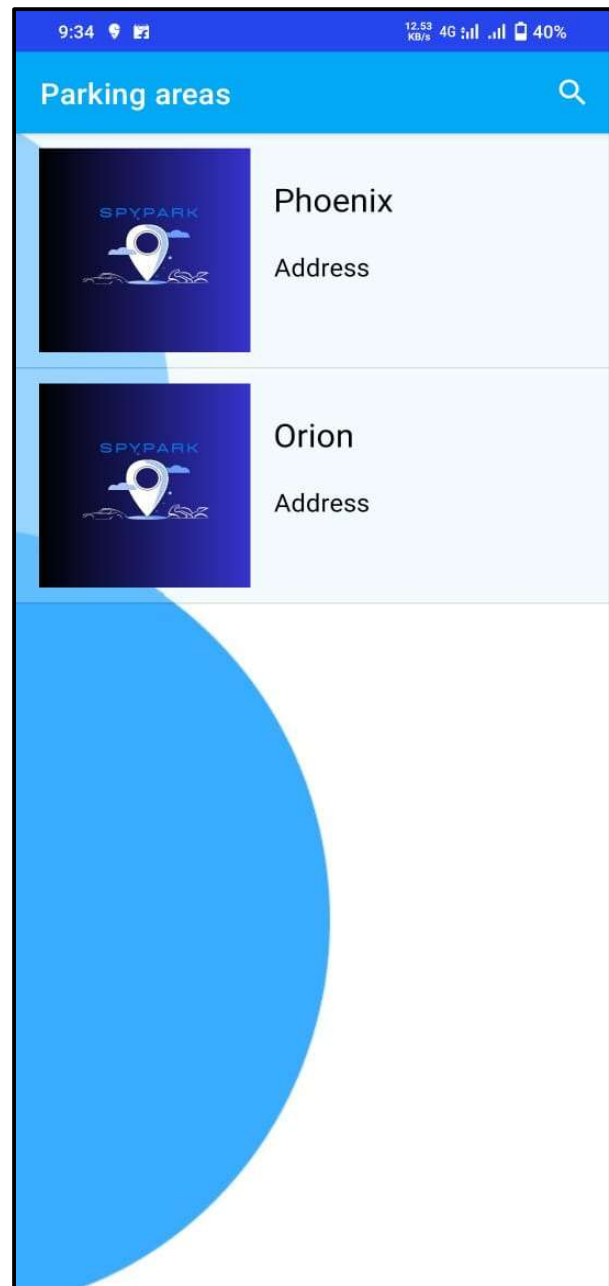 9:34
12.53
KB/s
4G
40%
Parking areas
SPYPARK
Phoenix
Address
SPYPARK
Orion
Address